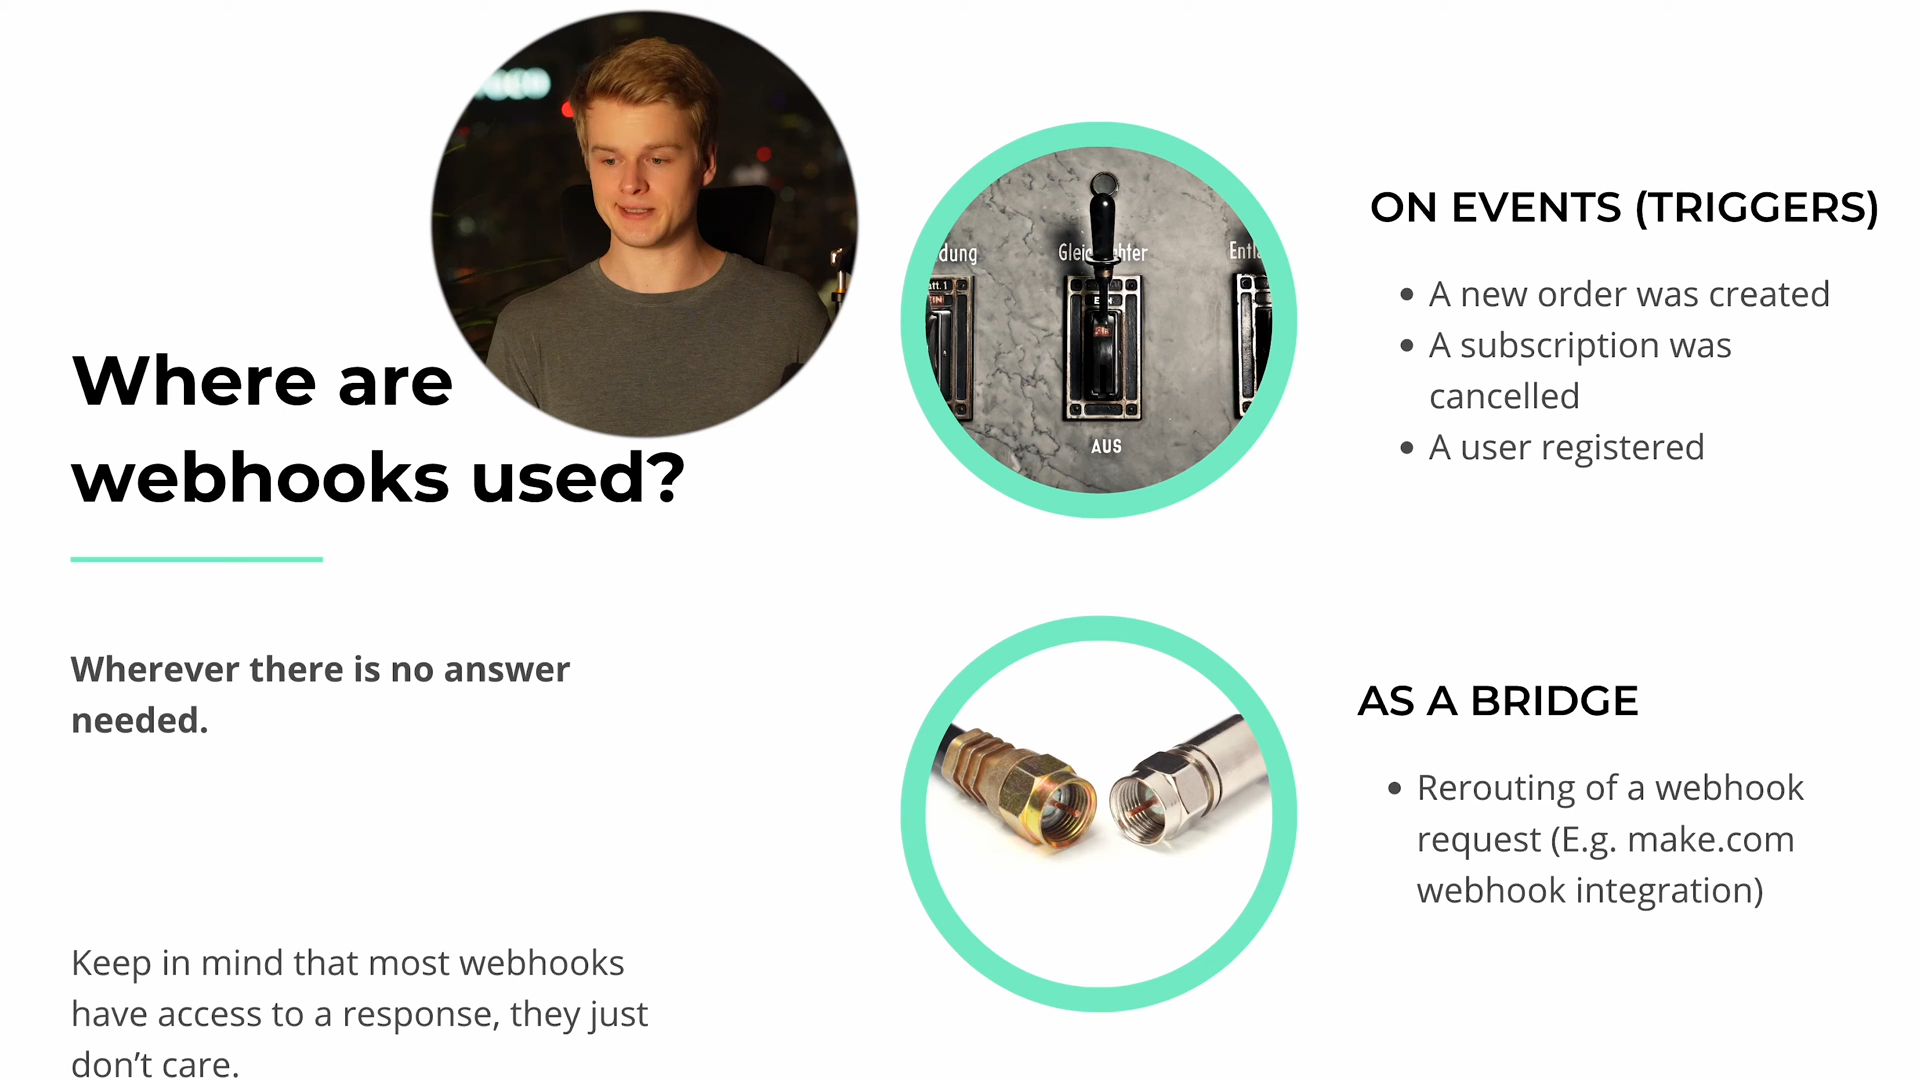 Where are
webhooks used?
Wherever there is no answer
needed.
Keep in mind that most webhooks
have access to a response, they just
don’t care.
AUS
ON EVENTS (TRIGGERS)
• A new order was created
• A subscription was
cancelled
• A user registered
AS A BRIDGE
• Rerouting of a webhook
request (E.g. make.com
webhook integration)